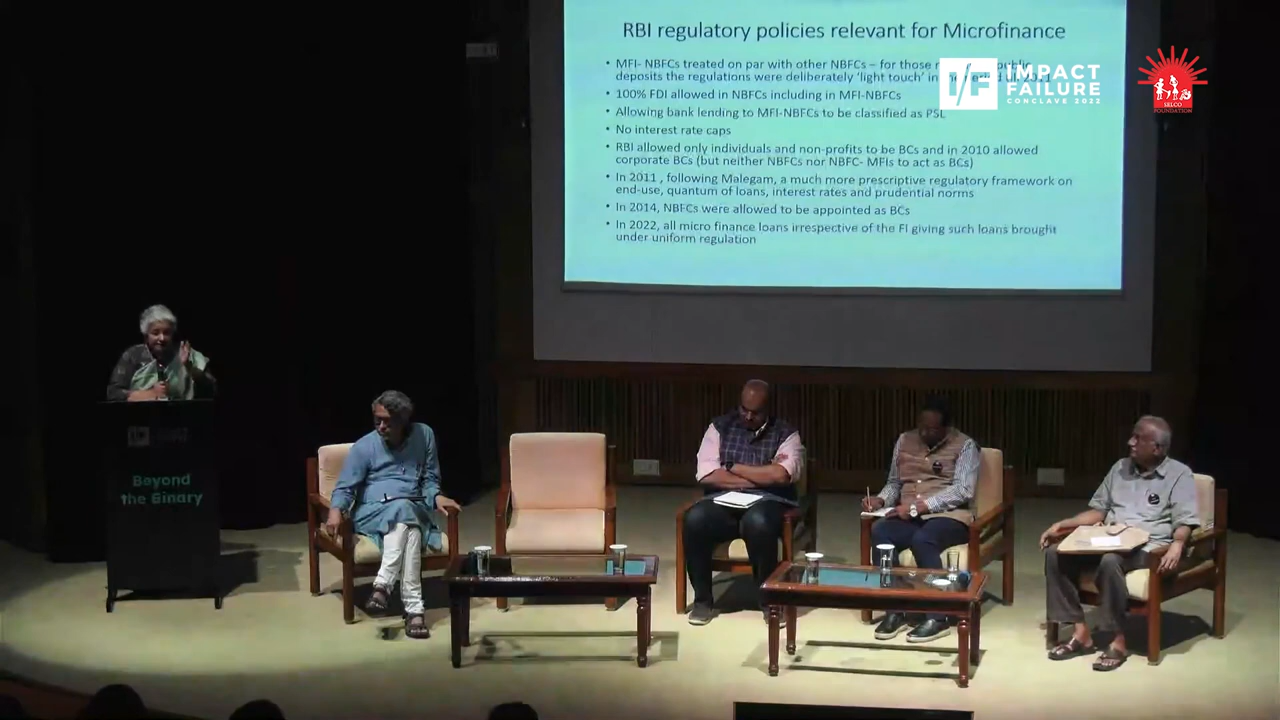 RBI regulatory policies relevant for Microfinance
• MFI- NBFCs treated on par with other NBFCs – for those
deposits the regulations were deliberately 'light touch' in
• 100% FDI allowed in NBFCs including in MFI-NBFCs
• Allowing bank lending to MFI-NBFCs to be classified as PSL
• No interest rate caps
• RBI allowed only individuals and non-profits to be BCs and in 2010 allowed
corporate BCs (but neither NBFCs nor NBFC- MFIs to act as BCs)
• In 2011 , following Malegam, a much more prescriptive regulatory framework on
end-use, quantum of loans, interest rates and prudential norms
• In 2014, NBFCs were allowed to be appointed as BCs
• In 2022, all micro finance loans irrespective of the FI giving such loans brought
under uniform regulation
I/F IMPACT
FAILURE
CONCLAVE 2022
SELCO
FOUNDATION
I/F
Beyond
the Binary